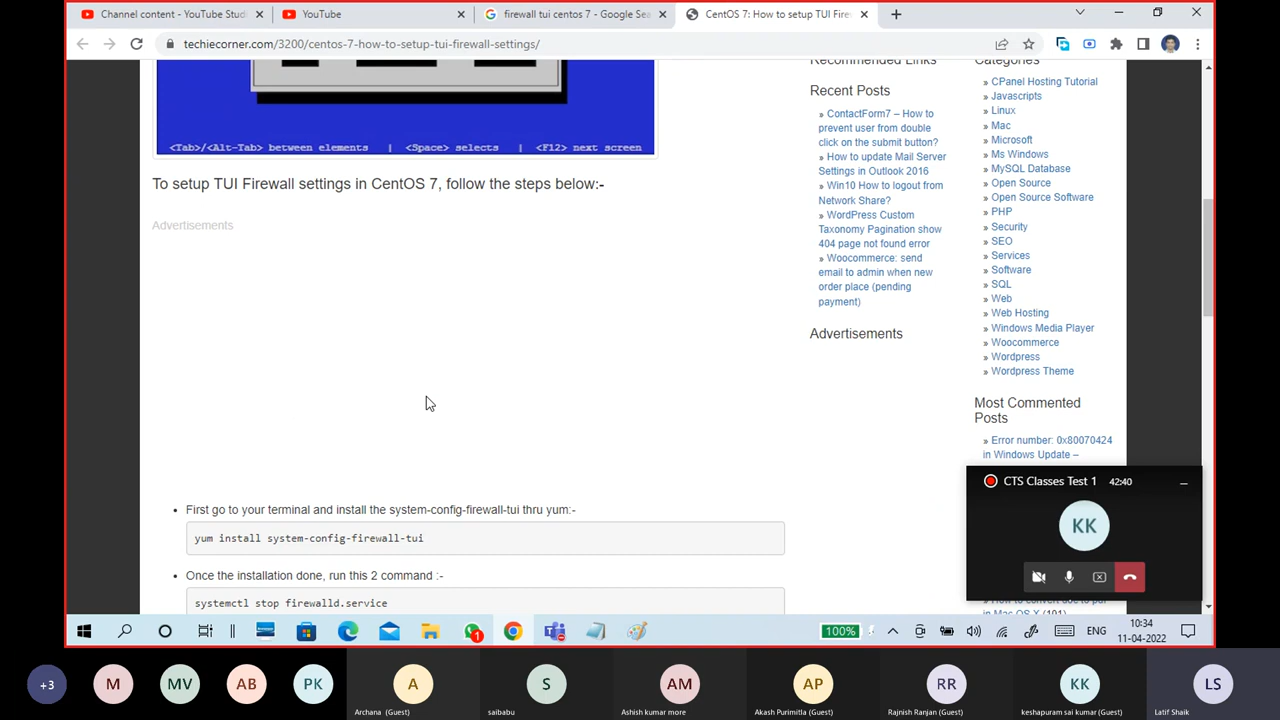 Channel content - YouTube Stud
YouTube
firewall tui centos 7 - Google Sea
CentOS 7: How to setup TUI Fire
techiecorner.com/3200/centos-7-how-to-setup-tui-firewall-settings/
<Tab>/<Alt-Tab> between elements | <Space> selects | <F12> next screen
To setup TUI Firewall settings in CentOS 7, follow the steps below:-
Advertisements
First go to your terminal and install the system-config-firewall-tui thru yum:-
yum install system-config-firewall-tui
Once the installation done, run this 2 command :-
systemctl stop firewalld.service
Recommended Links
Recent Posts
» ContactForm7 – How to
prevent user from double
click on the submit button?
» How to update Mail Server
Settings in Outlook 2016
» Win10 How to logout from
Network Share?
» WordPress Custom
Taxonomy Pagination show
404 page not found error
» Woocommerce: send
email to admin when new
order place (pending
payment)
Advertisements
Categories
» CPanel Hosting Tutorial
» Javascripts
» Linux
» Mac
» Microsoft
» Ms Windows
» MySQL Database
» Open Source
» Open Source Software
» PHP
» Security
» SEO
» Services
» Software
» SQL
» Web
» Web Hosting
» Windows Media Player
» Woocommerce
» Wordpress
» Wordpress Theme
Most Commented
Posts
» Error number: 0x80070424
in Windows Update –
CTS Classes Test 1 42:40
KK
in Mac OS X (191)
1
100%
ENG
10:34
11-04-2022
+3
M
MV
AB
PK
A
Archana (Guest)
S
saibabu
AM
Ashish kumar more
AP
Akash Purimitla (Guest)
RR
Rajnish Ranjan (Guest)
KK
keshapuram sai kumar (Guest)
LS
Latif Shaik